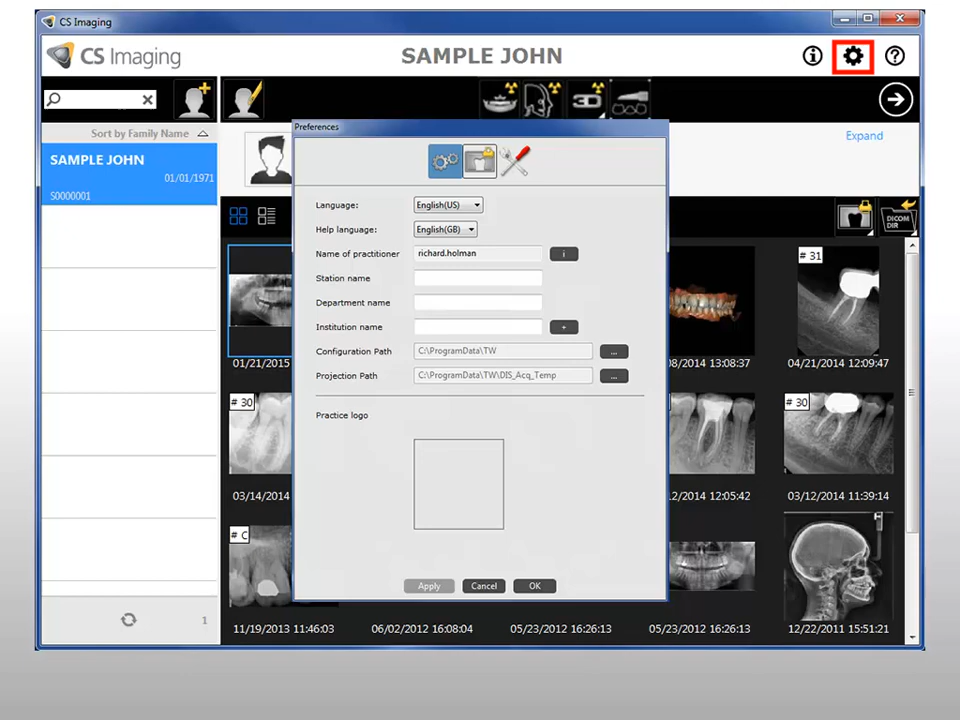 CS Imaging
CS Imaging
SAMPLE JOHN
Sort by Family Name
SAMPLE JOHN
01/01/1971
S0000001
3D
Expand
Preferences
Language:
English(US)
Help language:
English(GB)
Name of practitioner
richard.holman
i
Station name
Department name
Institution name
+
Configuration Path
C:\ProgramData\TW
...
Projection Path
C:\ProgramData\TW\DIS_Acq_Temp
...
Practice logo
Apply
Cancel
OK
DICOM
DIR
# 31
01/21/2015
8/2014 13:08:37
04/21/2014 12:09:47
# 30
# 30
03/14/2014
2/2014 12:05:42
03/12/2014 11:39:14
# C
11/19/2013 11:46:03
06/02/2012 16:08:04
05/23/2012 16:26:13
05/23/2012 16:26:13
12/22/2011 15:51:21
1